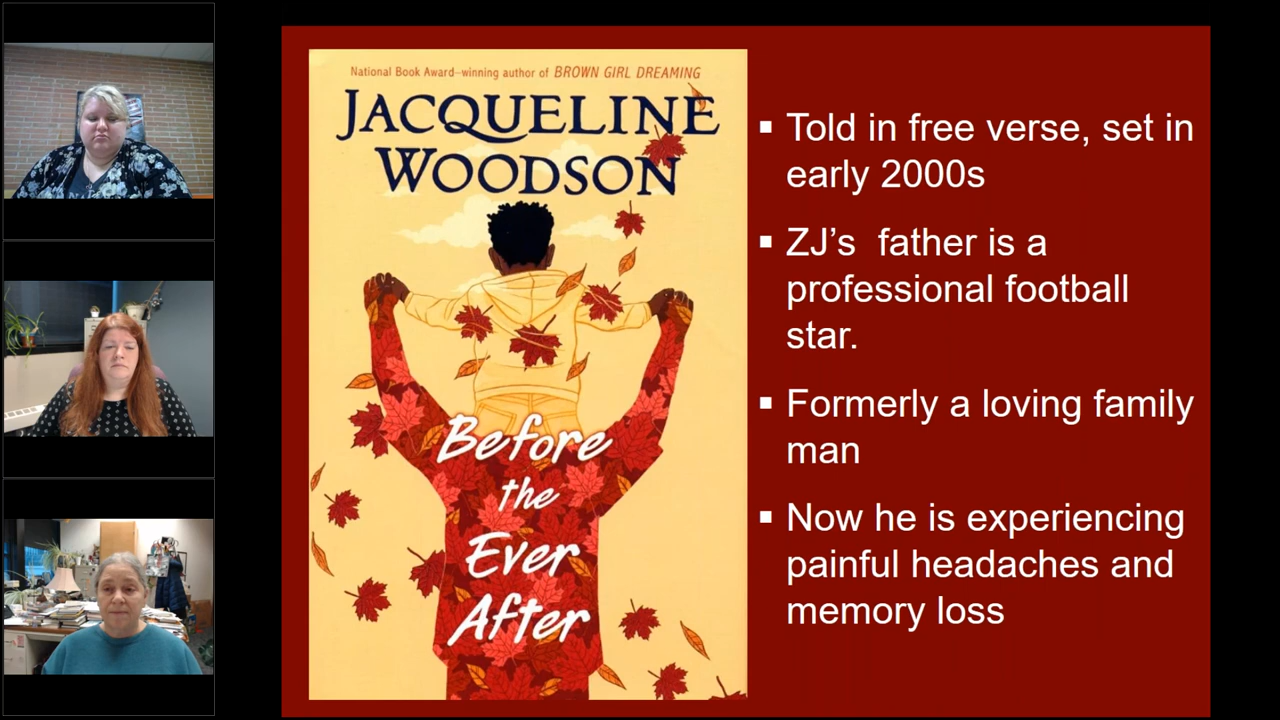 National Book Award–winning author of BROWN GIRL DREAMING
JACQUELINE
WOODSON
Before
the
Ever
After
▪ Told in free verse, set in
early 2000s
▪ ZJ’s  father is a
professional football
star.
▪ Formerly a loving family
man
▪ Now he is experiencing
painful headaches and
memory loss